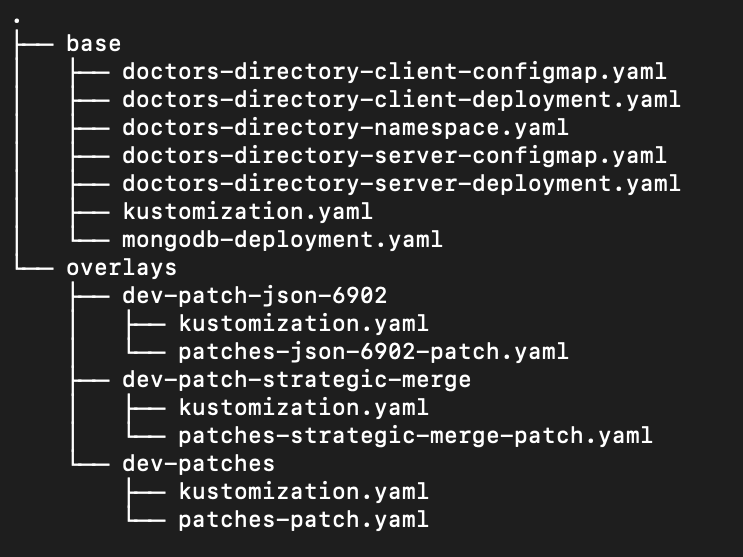 .
├── base
│   ├── doctors-directory-client-configmap.yaml
│   ├── doctors-directory-client-deployment.yaml
│   ├── doctors-directory-namespace.yaml
│   ├── doctors-directory-server-configmap.yaml
│   ├── doctors-directory-server-deployment.yaml
│   ├── kustomization.yaml
│   └── mongodb-deployment.yaml
└── overlays
    ├── dev-patch-json-6902
    │   ├── kustomization.yaml
    │   └── patches-json-6902-patch.yaml
    ├── dev-patch-strategic-merge
    │   ├── kustomization.yaml
    │   └── patches-strategic-merge-patch.yaml
    └── dev-patches
        ├── kustomization.yaml
        └── patches-patch.yaml